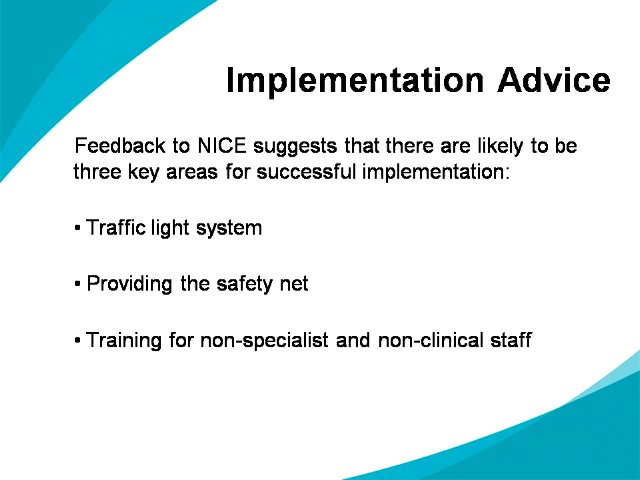 Implementation Advice
Feedback to NICE suggests that there are likely to be
three key areas for successful implementation:
• Traffic light system
• Providing the safety net
• Training for non-specialist and non-clinical staff